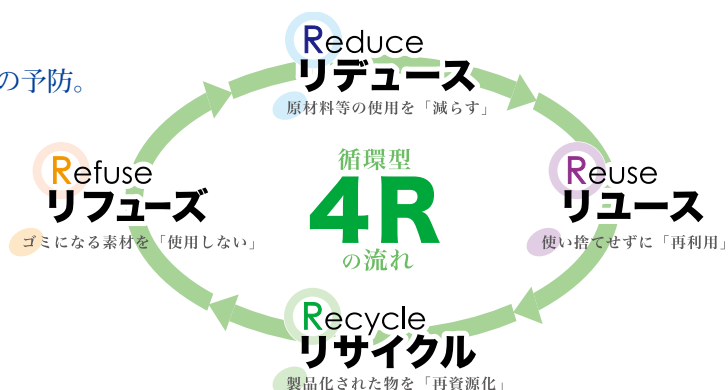 の予防。
Reduce
リデュース
原材料等の使用を「減らす」
Refuse
リフューズ
ゴミになる素材を「使用しない」
循環型
4R
の流れ
Reuse
リユース
使い捨てせずに「再利用」
Recycle
リサイクル
製品化された物を「再資源化」